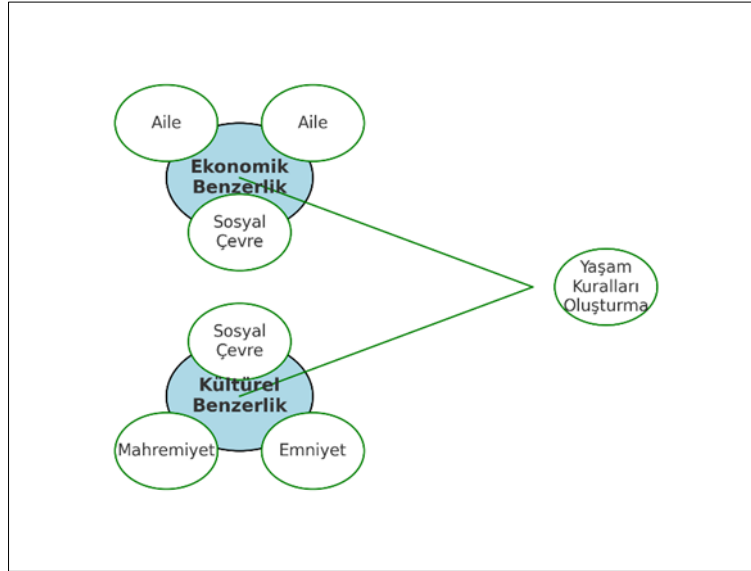 Aile
Aile
Ekonomik
Benzerlik
Sosyal
Çevre
Yaşam
Kuralları
Oluşturma
Sosyal
Çevre
Kültürel
Benzerlik
Mahremiyet
Emniyet